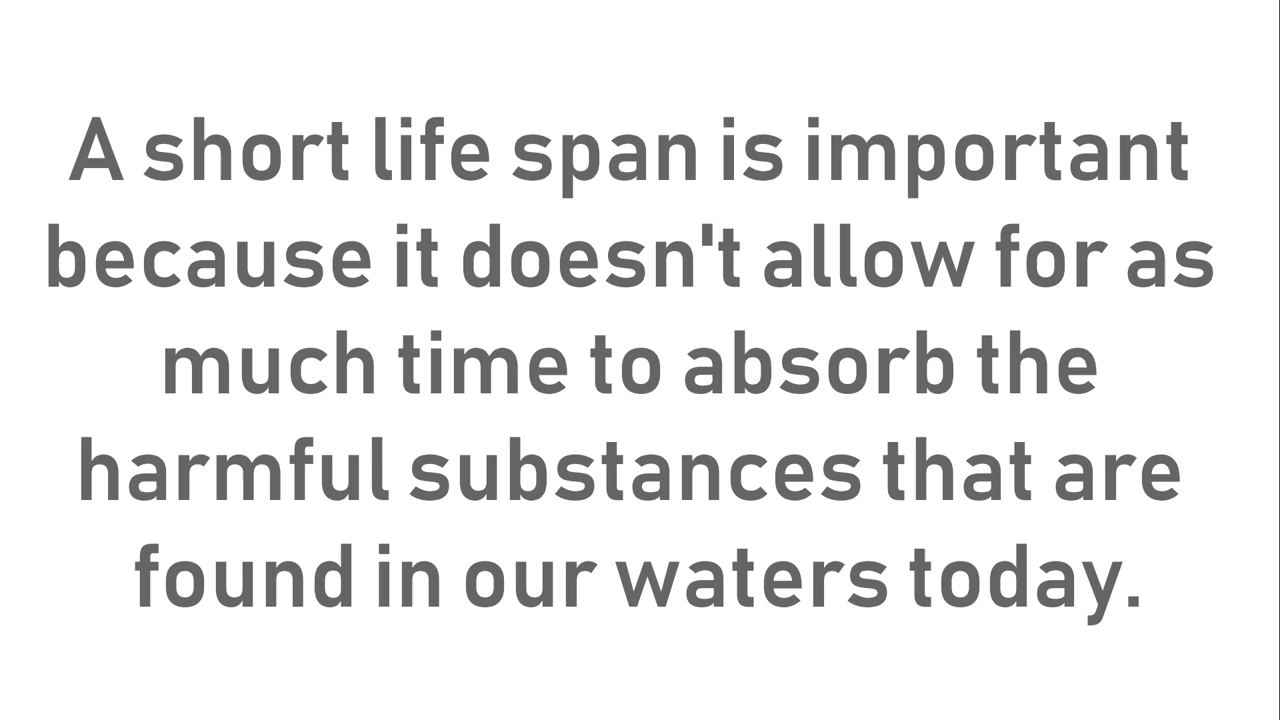 A short life span is important
because it doesn't allow for as
much time to absorb the
harmful substances that are
found in our waters today.